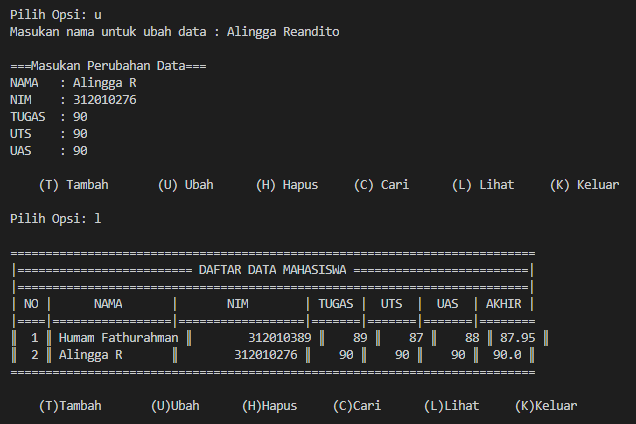 Pilih Opsi: u
Masukan nama untuk ubah data : Alingga Reandito
===Masukan Perubahan Data===
NAMA   : Alingga R
NIM    : 312010276
TUGAS  : 90
UTS    : 90
UAS    : 90
(T) Tambah       (U) Ubah      (H) Hapus     (C) Cari      (L) Lihat     (K) Keluar
Pilih Opsi: l
===========================================================================
|========================= DAFTAR DATA MAHASISWA =========================|
|=========================================================================|
| NO |      NAMA       |       NIM        | TUGAS |  UTS  |  UAS  | AKHIR |
|====|=================|==================|=======|=======|=======|========
║  1 ║ Humam Fathurahman ║        312010389 ║    89 ║    87 ║    88 ║ 87.95 ║
║  2 ║ Alingga R       ║        312010276 ║    90 ║    90 ║    90 ║ 90.0 ║
===========================================================================
(T)Tambah       (U)Ubah      (H)Hapus     (C)Cari      (L)Lihat     (K)Keluar